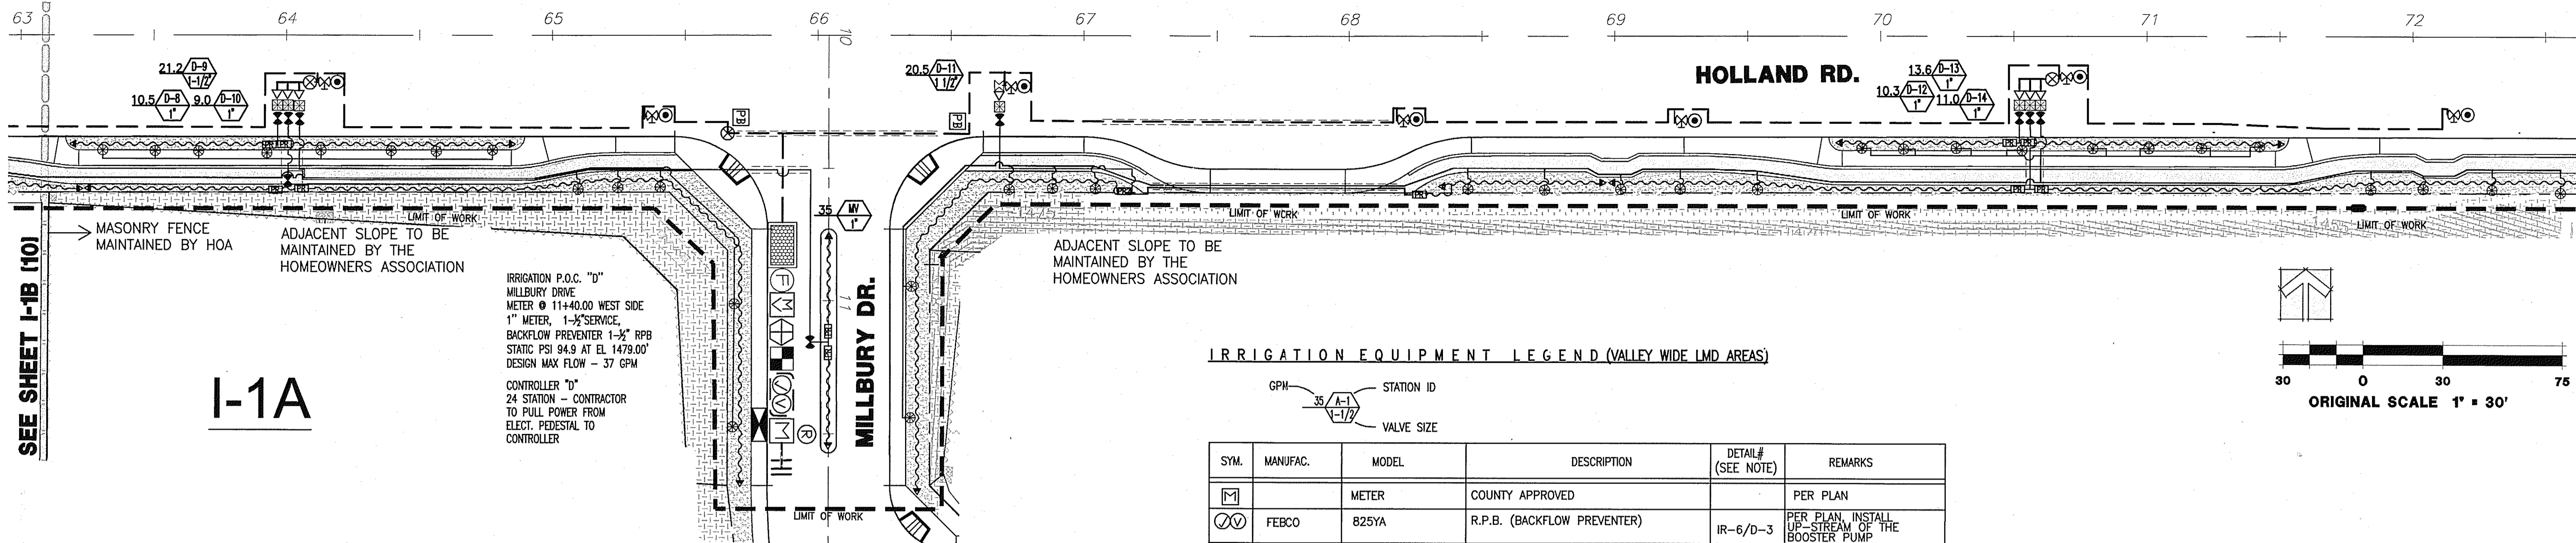 63
64
65
66
67
68
69
70
71
72
10
11
21.2 D-9
1-1/2"
10.5 D-8
1"
9.0 D-10
1"
20.5 D-11
1 1/2"
HOLLAND RD.
13.6 D-13
1"
10.3 D-12
1"
11.0 D-14
1"
PB
PB
35 MV
1"
LIMIT OF WORK
LIMIT OF WORK
LIMIT OF WORK
LIMIT OF WORK
LIMIT OF WORK
MASONRY FENCE
MAINTAINED BY HOA
ADJACENT SLOPE TO BE
MAINTAINED BY THE
HOMEOWNERS ASSOCIATION
ADJACENT SLOPE TO BE
MAINTAINED BY THE
HOMEOWNERS ASSOCIATION
SEE SHEET I-1B (10)
I-1A
IRRIGATION P.O.C. "D"
MILLBURY DRIVE
METER @ 11+40.00 WEST SIDE
1" METER, 1-½"SERVICE,
BACKFLOW PREVENTER 1-½" RPB
STATIC PSI 94.9 AT EL 1479.00'
DESIGN MAX FLOW - 37 GPM
CONTROLLER "D"
24 STATION - CONTRACTOR
TO PULL POWER FROM
ELECT. PEDESTAL TO
CONTROLLER
F
M
R
MILLBURY DR.
IRRIGATION EQUIPMENT LEGEND (VALLEY WIDE LMD AREAS)
GPM
STATION ID
35 A-1
1-1/2
VALVE SIZE
SYM. MANUFAC. MODEL DESCRIPTION DETAIL# (SEE NOTE) REMARKS
M METER COUNTY APPROVED PER PLAN
FEBCO 825YA R.P.B. (BACKFLOW PREVENTER) IR-6/D-3 PER PLAN, INSTALL
UP-STREAM OF THE
BOOSTER PUMP
30 0 30 75
ORIGINAL SCALE 1" = 30'